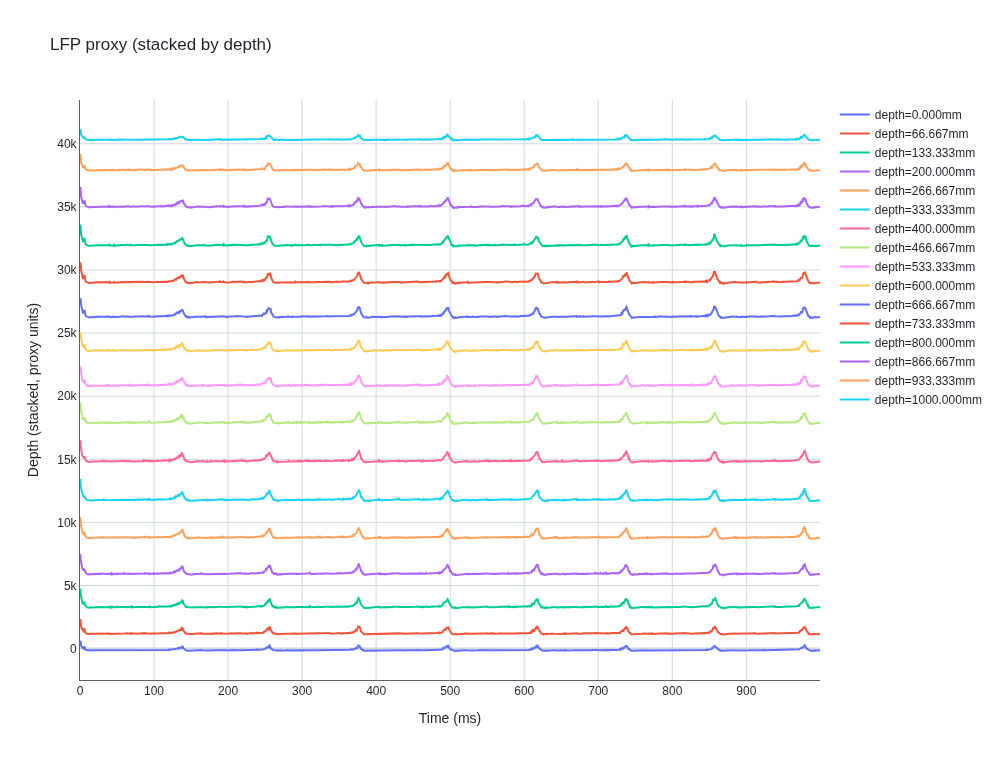 LFP proxy (stacked by depth)
depth=0.000mm
depth=66.667mm
depth=133.333mm
depth=200.000mm
depth=266.667mm
depth=333.333mm
depth=400.000mm
depth=466.667mm
depth=533.333mm
depth=600.000mm
depth=666.667mm
depth=733.333mm
depth=800.000mm
depth=866.667mm
depth=933.333mm
depth=1000.000mm
40k
35k
30k
25k
20k
15k
10k
5k
0
Depth (stacked, proxy units)
0 100 200 300 400 500 600 700 800 900
Time (ms)